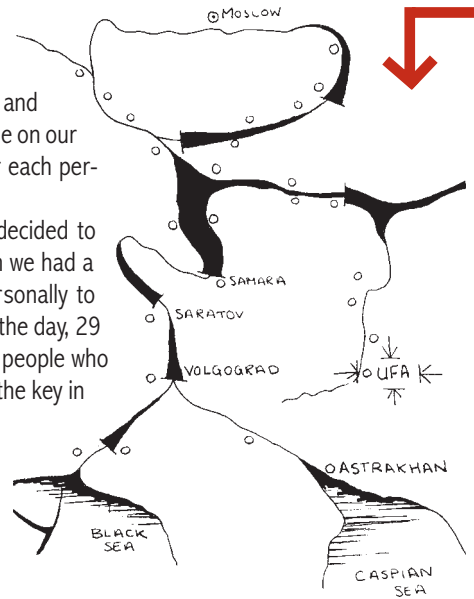 MOSLOW
and
e on our
each per-
decided to
n we had a
rsonally to
the day, 29
people who
the key in
SAMARA
SARATOV
VOLGOGRAD
UFA
ASTRAKHAN
BLACK
SEA
CASPIAN
SEA